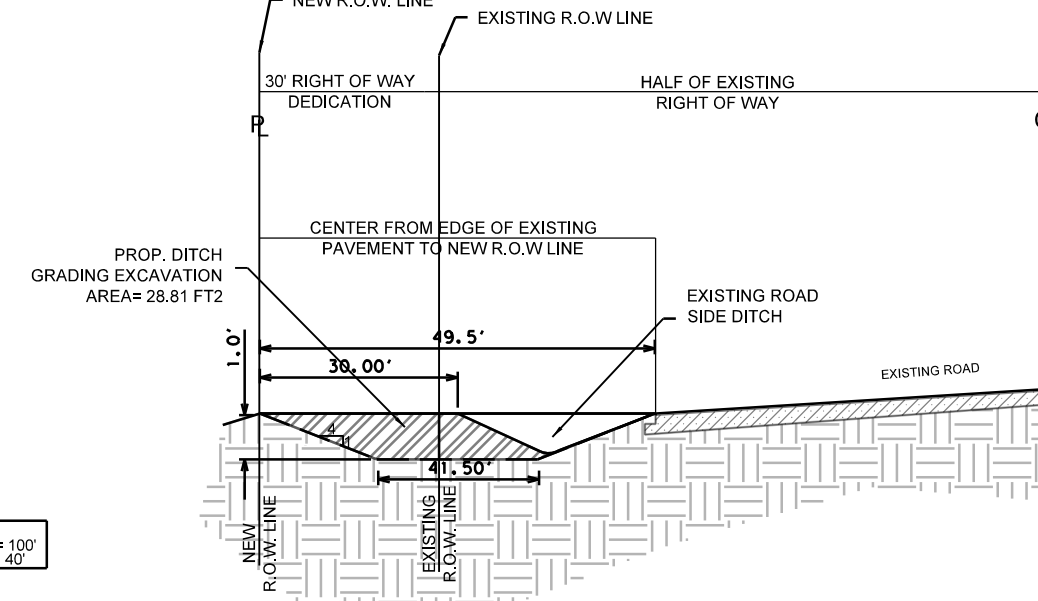 NEW R.O.W. LINE
EXISTING R.O.W LINE
30' RIGHT OF WAY
DEDICATION
HALF OF EXISTING
RIGHT OF WAY
PL
CENTER FROM EDGE OF EXISTING
PAVEMENT TO NEW R.O.W LINE
PROP. DITCH
GRADING EXCAVATION
AREA= 28.81 FT2
EXISTING ROAD
SIDE DITCH
1.0'
49.5'
30.00'
EXISTING ROAD
4
1
41.50'
NEW
R.O.W. LINE
EXISTING
R.O.W. LINE
= 100'
40'